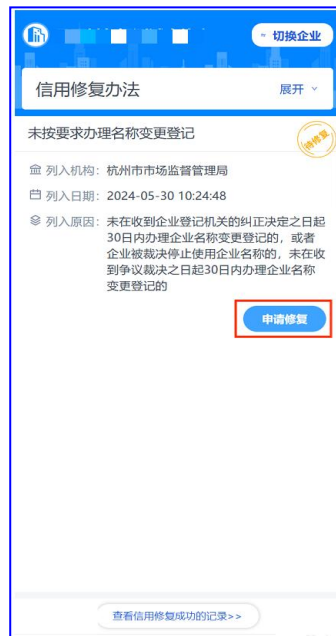 切换企业
信用修复办法 展开
未按要求办理名称变更登记
待修复
列入机构：杭州市市场监督管理局
列入日期：2024-05-30 10:24:48
列入原因：未在收到企业登记机关的纠正决定之日起
30日内办理企业名称变更登记的，或者
企业被裁决停止使用企业名称的，未在收
到争议裁决之日起30日内办理企业名称
变更登记的
申请修复
查看信用修复成功的记录>>